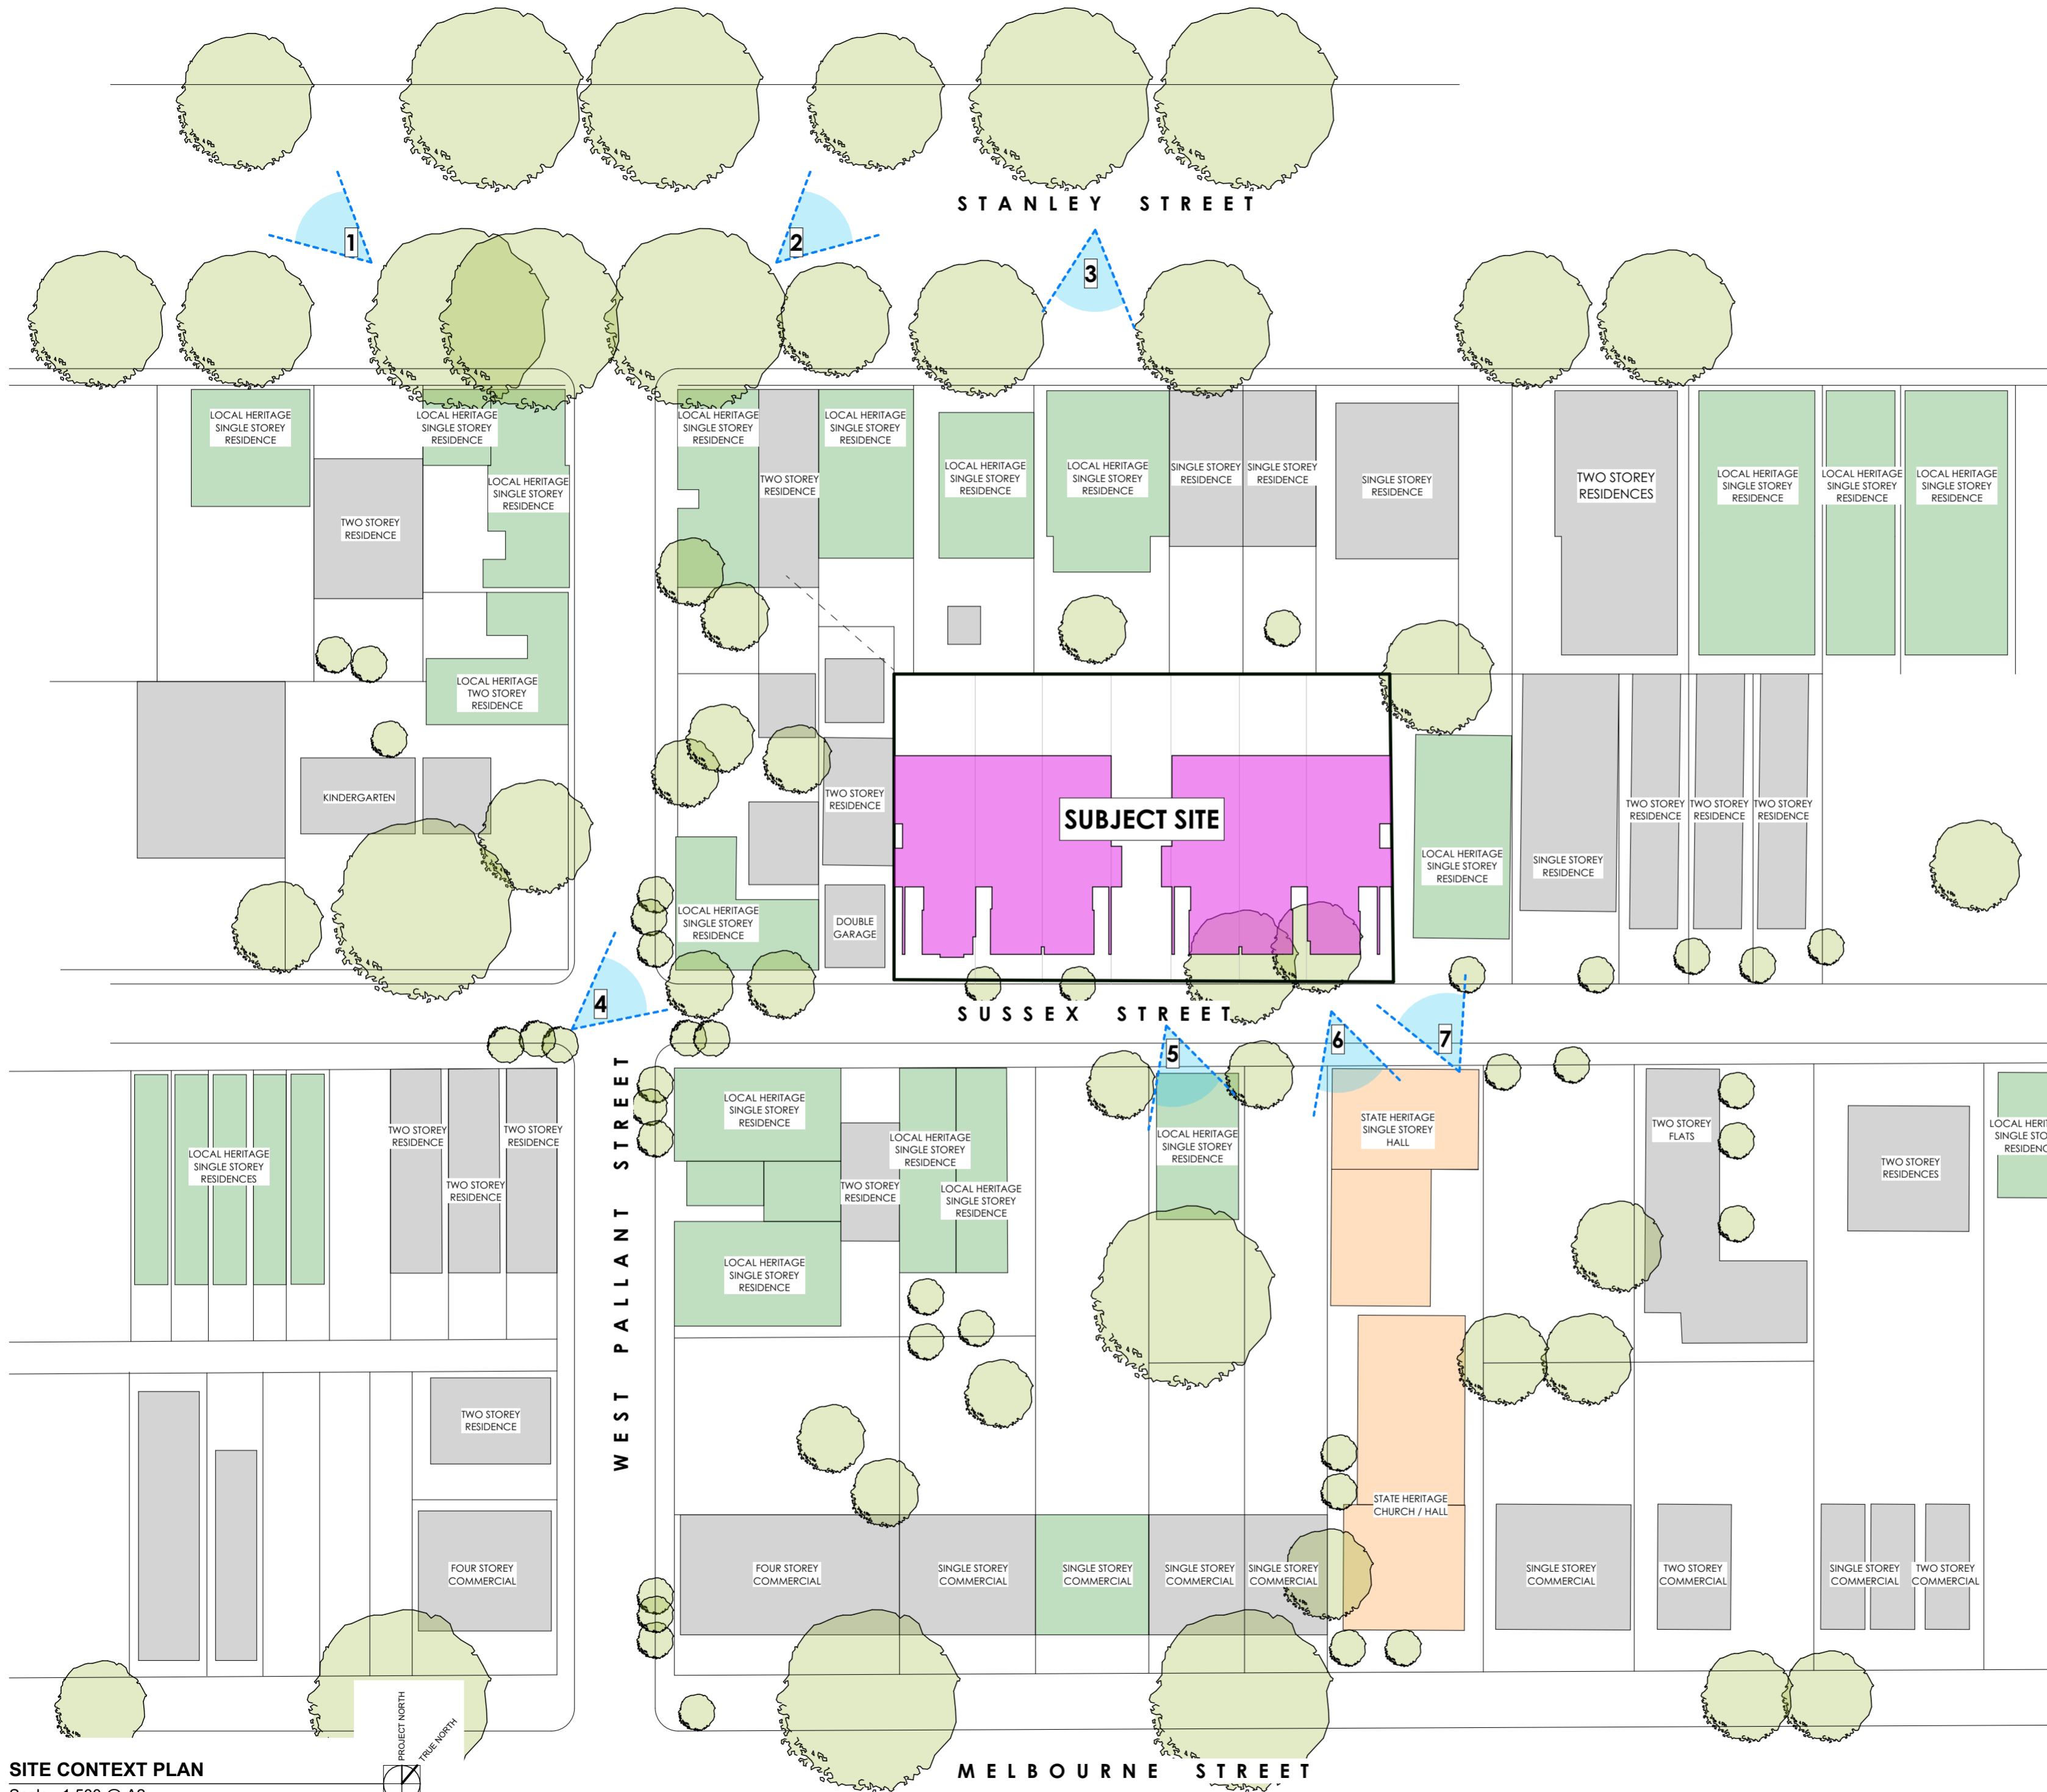 STANLEY STREET
1
2
3
LOCAL HERITAGE
SINGLE STOREY
RESIDENCE
LOCAL HERITAGE
SINGLE STOREY
RESIDENCE
LOCAL HERITAGE
SINGLE STOREY
RESIDENCE
LOCAL HERITAGE
SINGLE STOREY
RESIDENCE
TWO STOREY
RESIDENCE
LOCAL HERITAGE
SINGLE STOREY
RESIDENCE
TWO STOREY
RESIDENCE
LOCAL HERITAGE
SINGLE STOREY
RESIDENCE
LOCAL HERITAGE
SINGLE STOREY
RESIDENCE
LOCAL HERITAGE
SINGLE STOREY
RESIDENCE
SINGLE STOREY
RESIDENCE
SINGLE STOREY
RESIDENCE
SINGLE STOREY
RESIDENCE
TWO STOREY
RESIDENCES
LOCAL HERITAGE
SINGLE STOREY
RESIDENCE
LOCAL HERITAGE
SINGLE STOREY
RESIDENCE
LOCAL HERITAGE
SINGLE STOREY
RESIDENCE
LOCAL HERITAGE
TWO STOREY
RESIDENCE
KINDERGARTEN
TWO STOREY
RESIDENCE
SUBJECT SITE
LOCAL HERITAGE
SINGLE STOREY
RESIDENCE
SINGLE STOREY
RESIDENCE
TWO STOREY
RESIDENCE
TWO STOREY
RESIDENCE
TWO STOREY
RESIDENCE
LOCAL HERITAGE
SINGLE STOREY
RESIDENCE
DOUBLE
GARAGE
4
SUSSEX STREET
5
6
7
WEST PALLANT STREET
LOCAL HERITAGE
SINGLE STOREY
RESIDENCES
TWO STOREY
RESIDENCE
TWO STOREY
RESIDENCE
TWO STOREY
RESIDENCE
LOCAL HERITAGE
SINGLE STOREY
RESIDENCE
TWO STOREY
RESIDENCE
LOCAL HERITAGE
SINGLE STOREY
RESIDENCE
LOCAL HERITAGE
SINGLE STOREY
RESIDENCE
LOCAL HERITAGE
SINGLE STOREY
RESIDENCE
STATE HERITAGE
SINGLE STOREY
HALL
TWO STOREY
FLATS
TWO STOREY
RESIDENCES
LOCAL HERI
SINGLE STO
RESIDENC
LOCAL HERITAGE
SINGLE STOREY
RESIDENCE
TWO STOREY
RESIDENCE
STATE HERITAGE
CHURCH / HALL
FOUR STOREY
COMMERCIAL
FOUR STOREY
COMMERCIAL
SINGLE STOREY
COMMERCIAL
SINGLE STOREY
COMMERCIAL
SINGLE STOREY
COMMERCIAL
SINGLE STOREY
COMMERCIAL
SINGLE STOREY
COMMERCIAL
TWO STOREY
COMMERCIAL
SINGLE STOREY
COMMERCIAL
TWO STOREY
COMMERCIAL
PROJECT NORTH
TRUE NORTH
SITE CONTEXT PLAN
MELBOURNE STREET